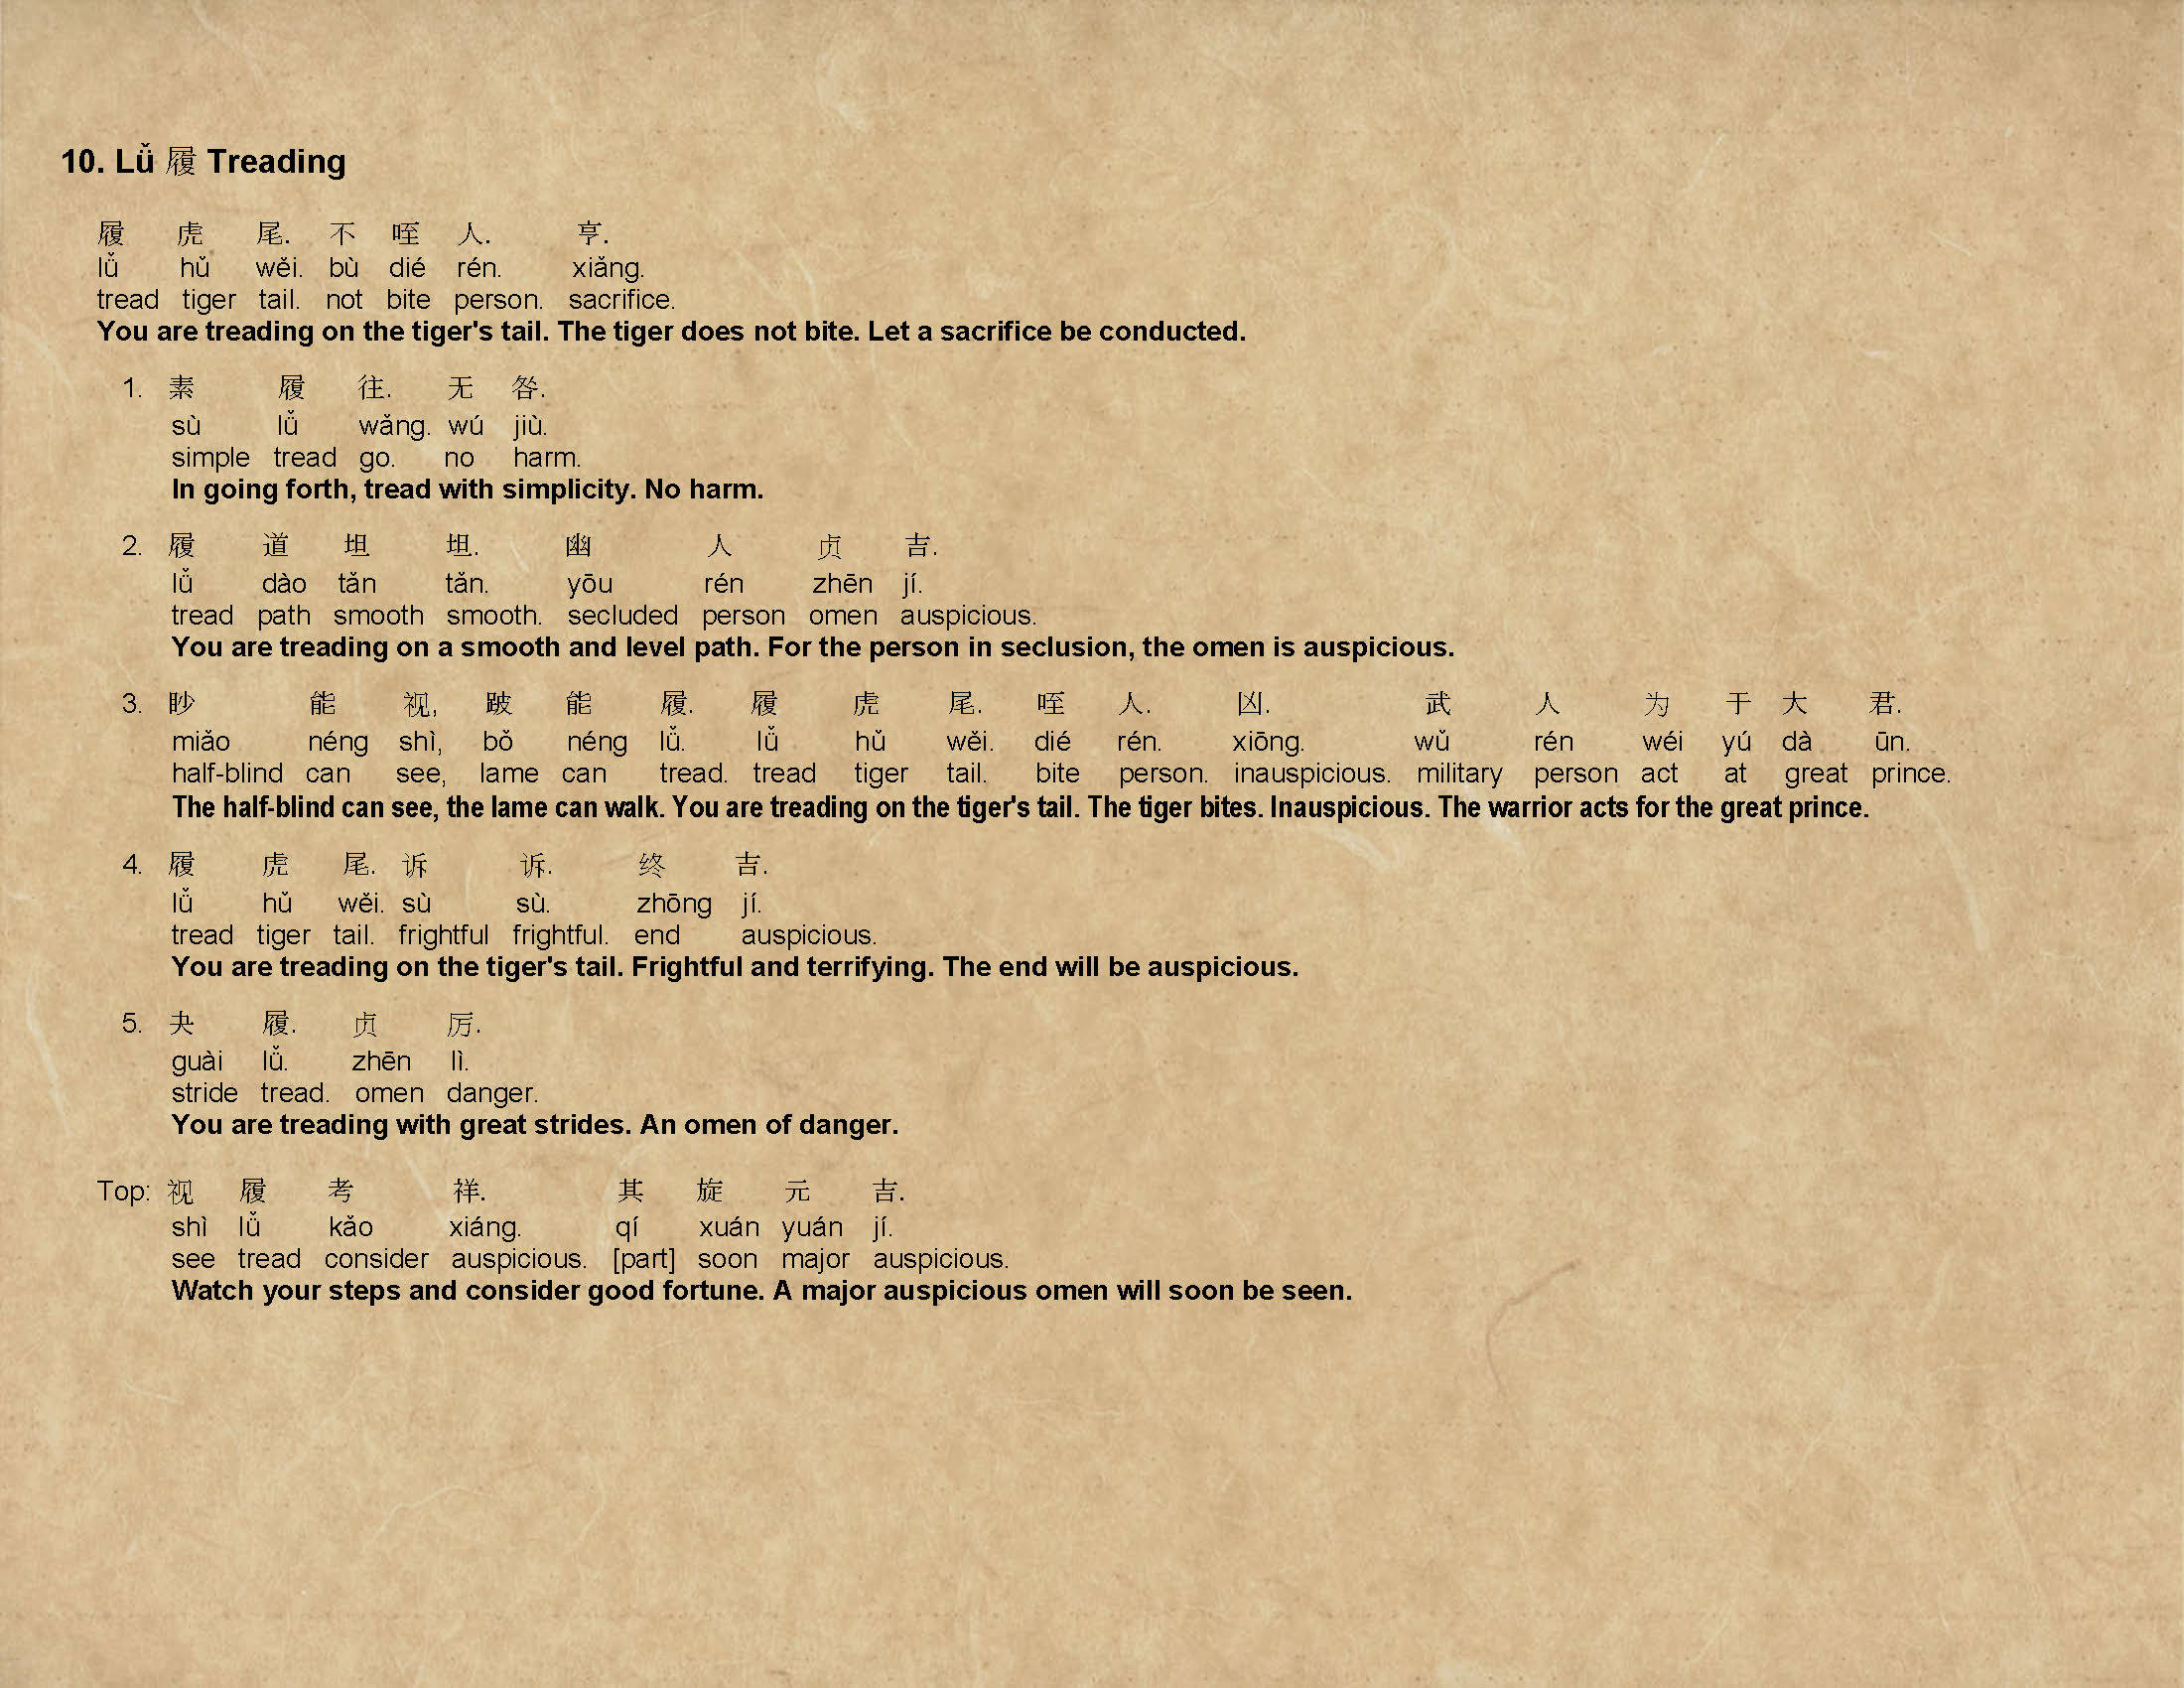 10. Lǚ 履 Treading
履 虎 尾. 不 咥 人. 亨.
lǚ hǔ wěi. bù dié rén. xiǎng.
tread tiger tail. not bite person. sacrifice.
You are treading on the tiger's tail. The tiger does not bite. Let a sacrifice be conducted.
1. 素 履 往. 无 咎.
sù lǚ wǎng. wú jiù.
simple tread go. no harm.
In going forth, tread with simplicity. No harm.
2. 履 道 坦 坦. 幽 人 贞 吉.
lǚ dào tǎn tǎn. yōu rén zhēn jí.
tread path smooth smooth. secluded person omen auspicious.
You are treading on a smooth and level path. For the person in seclusion, the omen is auspicious.
3. 眇 能 视, 跛 能 履. 履 虎 尾. 咥 人. 凶. 武 人 为 于 大 君.
miǎo néng shì, bǒ néng lǚ. lǚ hǔ wěi. dié rén. xiōng. wǔ rén wéi yú dà ūn.
half-blind can see, lame can tread. tread tiger tail. bite person. inauspicious. military person act at great prince.
The half-blind can see, the lame can walk. You are treading on the tiger's tail. The tiger bites. Inauspicious. The warrior acts for the great prince.
4. 履 虎 尾. 诉 诉. 终 吉.
lǚ hǔ wěi. sù sù. zhōng jí.
tread tiger tail. frightful frightful. end auspicious.
You are treading on the tiger's tail. Frightful and terrifying. The end will be auspicious.
5. 夬 履. 贞 厉.
guài lǚ. zhēn lì.
stride tread. omen danger.
You are treading with great strides. An omen of danger.
Top: 视 履 考 祥. 其 旋 元 吉.
shì lǚ kǎo xiáng. qí xuán yuán jí.
see tread consider auspicious. [part] soon major auspicious.
Watch your steps and consider good fortune. A major auspicious omen will soon be seen.